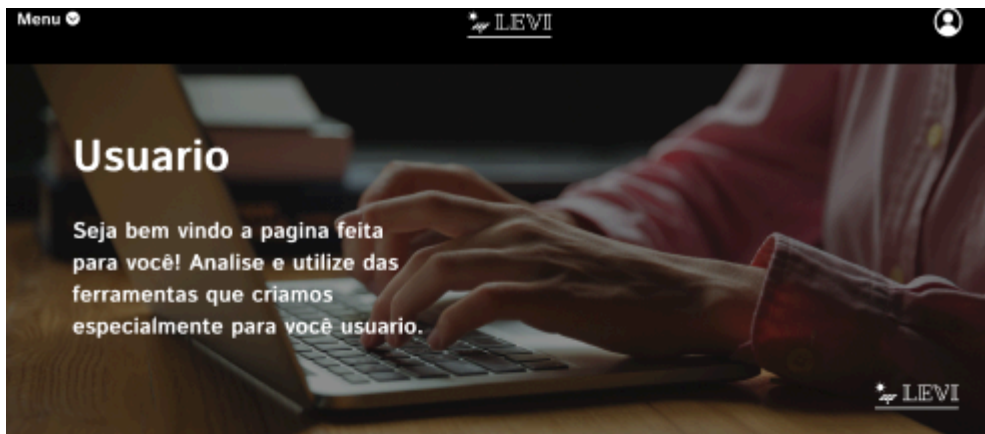 Menu
LEVI
Usuario
Seja bem vindo a pagina feita
para você! Analise e utilize das
ferramentas que criamos
especialmente para você usuario.
LEVI